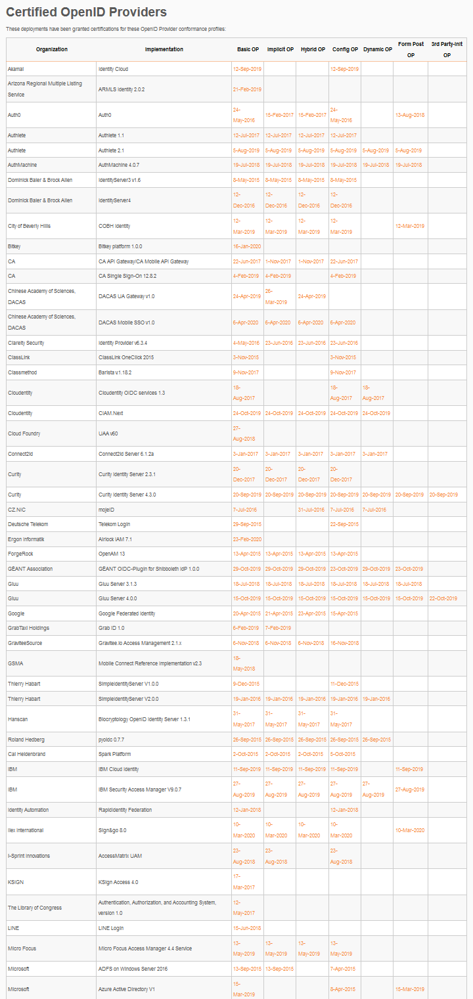 Certified OpenID Providers
These deployments have been granted certifications for these OpenID Provider conformance profiles:
Organization Implementation Basic OP Implicit OP Hybrid OP Config OP Dynamic OP Form Post OP 3rd Party-Init OP
Akamai Identity Cloud 12-Sep-2019 12-Sep-2019
Arizona Regional Multiple Listing Service ARMLS Identity 2.0.2 21-Feb-2019
Auth0 Auth0 24-May-2016 15-Feb-2017 15-Feb-2017 24-May-2016 13-Aug-2018
Authlete Authlete 1.1 12-Jul-2017 12-Jul-2017 12-Jul-2017 12-Jul-2017
Authlete Authlete 2.1 5-Aug-2019 5-Aug-2019 5-Aug-2019 5-Aug-2019 5-Aug-2019 5-Aug-2019
AuthMachine AuthMachine 4.0.7 19-Jul-2018 19-Jul-2018 19-Jul-2018 19-Jul-2018 19-Jul-2018 19-Jul-2018
Dominick Baier & Brock Allen IdentityServer3 v1.6 8-May-2015 8-May-2015 8-May-2015 8-May-2015
Dominick Baier & Brock Allen IdentityServer4 12-Dec-2016 12-Dec-2016 12-Dec-2016 12-Dec-2016
City of Beverly Hills COBH Identity 12-Mar-2019 12-Mar-2019 12-Mar-2019 12-Mar-2019 12-Mar-2019
Bitkey Bitkey platform 1.0.0 16-Jan-2020
CA CA API Gateway/CA Mobile API Gateway 22-Jun-2017 1-Nov-2017 1-Nov-2017 22-Jun-2017
CA CA Single Sign-On 12.8.2 4-Feb-2019 4-Feb-2019 4-Feb-2019
Chinese Academy of Sciences, DACAS DACAS UA Gateway v1.0 24-Apr-2019 26-Mar-2019 24-Apr-2019
Chinese Academy of Sciences, DACAS DACAS Mobile SSO v1.0 6-Apr-2020 6-Apr-2020 6-Apr-2020 6-Apr-2020
Clareity Security Identity Provider v6.3.4 4-May-2016 23-Jun-2016 23-Jun-2016 23-Jun-2016
ClassLink ClassLink OneClick 2015 3-Nov-2015 3-Nov-2015
Classmethod Barista v.1.18.2 9-Nov-2017 9-Nov-2017
Cloudentity Cloudentity OIDC services 1.3 18-Aug-2017 18-Aug-2017 18-Aug-2017
Cloudentity CIAM.Next 24-Oct-2019 24-Oct-2019 24-Oct-2019 24-Oct-2019 24-Oct-2019
Cloud Foundry UAA v60 27-Aug-2018
Connect2id Connect2id Server 6.1.2a 3-Jan-2017 3-Jan-2017 3-Jan-2017 3-Jan-2017 3-Jan-2017
Curity Curity Identity Server 2.3.1 20-Dec-2017 20-Dec-2017 20-Dec-2017 20-Dec-2017
Curity Curity Identity Server 4.3.0 20-Sep-2019 20-Sep-2019 20-Sep-2019 20-Sep-2019 20-Sep-2019 20-Sep-2019 20-Sep-2019
CZ.NIC mojeID 7-Jul-2016 31-Jul-2016 7-Jul-2016 7-Jul-2016
Deutsche Telekom Telekom Login 29-Sep-2015 22-Sep-2015
Ergon Informatik Airlock IAM 7.1 23-Feb-2020
ForgeRock OpenAM 13 13-Apr-2015 13-Apr-2015 13-Apr-2015 13-Apr-2015
GÉANT Association GÉANT OIDC-Plugin for Shibboleth IdP 1.0.0 29-Oct-2019 29-Oct-2019 29-Oct-2019 23-Oct-2019 29-Oct-2019 23-Oct-2019
Gluu Gluu Server 3.1.3 18-Jul-2018 18-Jul-2018 18-Jul-2018 18-Jul-2018 18-Jul-2018 18-Jul-2018
Gluu Gluu Server 4.0.0 15-Oct-2019 15-Oct-2019 15-Oct-2019 15-Oct-2019 15-Oct-2019 15-Oct-2019 22-Oct-2019
Google Google Federated Identity 20-Apr-2015 21-Apr-2015 23-Apr-2015 15-Apr-2015
GrabTaxi Holdings Grab ID 1.0 6-Feb-2019 7-Feb-2019
GraviteeSource Gravitee.io Access Management 2.1.x 6-Nov-2018 6-Nov-2018 6-Nov-2018 16-Nov-2018
GSMA Mobile Connect Reference Implementation v2.3 18-May-2018
Thierry Habart SimpleIdentityServer V1.0.0 9-Dec-2015 11-Dec-2015
Thierry Habart SimpleIdentityServer V2.0.0 19-Jan-2016 19-Jan-2016 19-Jan-2016 19-Jan-2016 19-Jan-2016
Hanscan Biocryptology OpenID Identity Server 1.3.1 31-May-2017 31-May-2017 31-May-2017 31-May-2017
Roland Hedberg pyoidc 0.7.7 26-Sep-2015 26-Sep-2015 26-Sep-2015 26-Sep-2015 26-Sep-2015
Cal Heldenbrand Spark Platform 2-Oct-2015 2-Oct-2015 2-Oct-2015 5-Oct-2015
IBM IBM Cloud Identity 11-Sep-2019 11-Sep-2019 11-Sep-2019 11-Sep-2019 11-Sep-2019
IBM IBM Security Access Manager V9.0.7 27-Aug-2019 27-Aug-2019 27-Aug-2019 27-Aug-2019 27-Aug-2019 27-Aug-2019
Identity Automation RapidIdentity Federation 12-Jan-2018 12-Jan-2018
Ilex International Sign&go 8.0 10-Mar-2020 10-Mar-2020 10-Mar-2020 10-Mar-2020 10-Mar-2020
i-Sprint Innovations AccessMatrix UAM 23-Aug-2018 23-Aug-2018 23-Aug-2018
KSIGN KSign Access 4.0 17-Mar-2017
The Library of Congress Authentication, Authorization, and Accounting System, version 1.0 12-May-2017
LINE LINE Login 15-Jun-2018
Micro Focus Micro Focus Access Manager 4.4 Service 13-May-2019 13-May-2019 13-May-2019 13-May-2019
Microsoft ADFS on Windows Server 2016 13-Sep-2015 13-Sep-2015 7-Apr-2015
Microsoft Azure Active Directory V1 15-Mar-2019 8-Apr-2015 15-Mar-2019